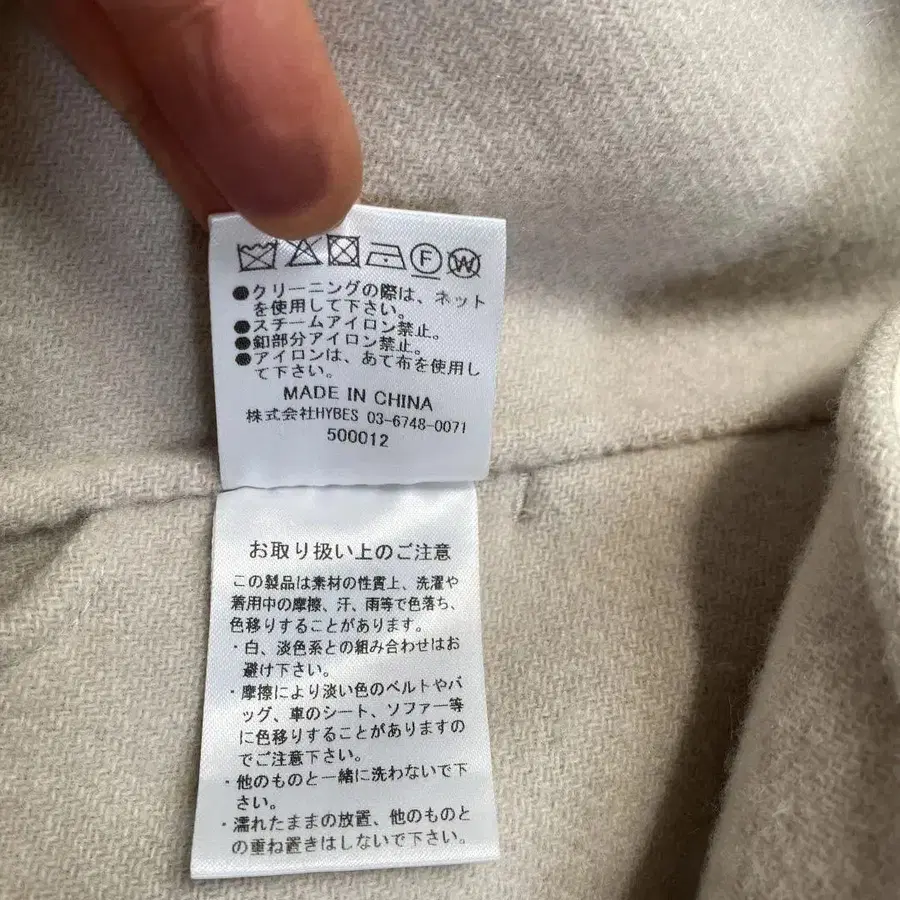 F W
●クリーニングの際は、ネット
を使用して下さい。
●スチームアイロン禁止。
●釦部分アイロン禁止。
●アイロンは、あて布を使用し
て下さい。
MADE IN CHINA
株式会社HYBES 03-6748-0071
500012
お取り扱い上のご注意
この製品は素材の性質上、洗濯や
着用中の摩擦、汗、雨等で色落ち、
色移りすることがあります。
・白、淡色系との組み合わせはお
避け下さい。
・摩擦により淡い色のベルトやバ
ッグ、車のシート、ソファー等
に色移りすることがありますの
でご注意下さい。
・他のものと一緒に洗わないで下
さい。
・濡れたままの放置、他のものと
の重ね置きはしないで下さい。